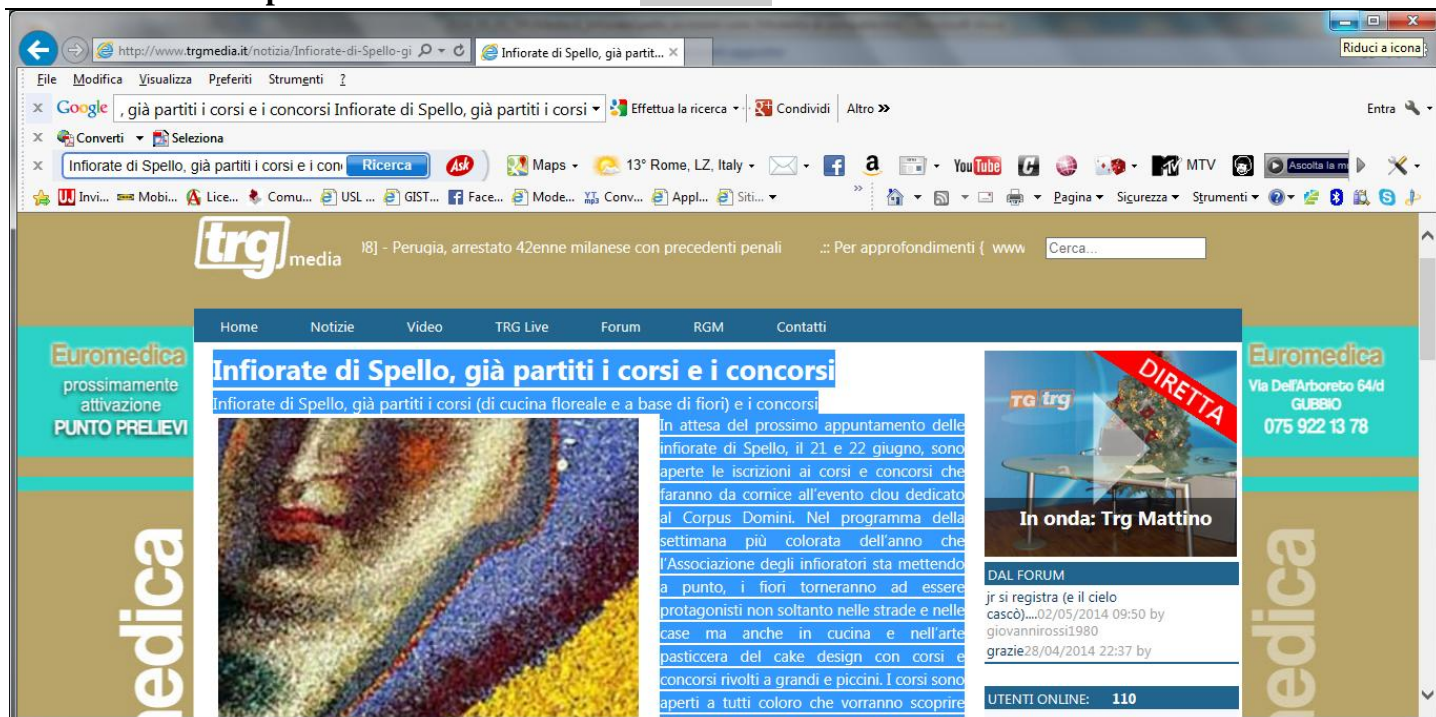 Riduci a icona
http://www.trgmedia.it/notizia/Infiorate-di-Spello-gi
Infiorate di Spello, già partit...
File Modifica Visualizza Preferiti Strumenti ?
Google , già partiti i corsi e i concorsi Infiorate di Spello, già partiti i corsi Effettua la ricerca Condividi Altro » Entra
Converti Seleziona
Infiorate di Spello, già partiti i corsi e i con Ricerca Ask Maps 13° Rome, LZ, Italy YouTube MTV Ascolta la m
Invi... Mobi... Lice... Comu... USL ... GIST... Face... Mode... Conv... Appl... Siti... » Pagina Sicurezza Strumenti
trg media
)8] - Perugia, arrestato 42enne milanese con precedenti penali .:: Per approfondimenti { www
Cerca...
Home Notizie Video TRG Live Forum RGM Contatti
Euromedica
prossimamente
attivazione
PUNTO PRELIEVI
edica
Infiorate di Spello, già partiti i corsi e i concorsi
Infiorate di Spello, già partiti i corsi (di cucina floreale e a base di fiori) e i concorsi
In attesa del prossimo appuntamento delle
infiorate di Spello, il 21 e 22 giugno, sono
aperte le iscrizioni ai corsi e concorsi che
faranno da cornice all'evento clou dedicato
al Corpus Domini. Nel programma della
settimana più colorata dell'anno che
l'Associazione degli infioratori sta mettendo
a punto, i fiori torneranno ad essere
protagonisti non soltanto nelle strade e nelle
case ma anche in cucina e nell'arte
pasticcera del cake design con corsi e
concorsi rivolti a grandi e piccini. I corsi sono
aperti a tutti coloro che vorranno scoprire
TG trg
DIRETTA
In onda: Trg Mattino
DAL FORUM
jr si registra (e il cielo
cascò)....02/05/2014 09:50 by
giovannirossi1980
grazie28/04/2014 22:37 by
UTENTI ONLINE: 110
Euromedica
Via Dell'Arboreto 64/d
GUBBIO
075 922 13 78
nedica